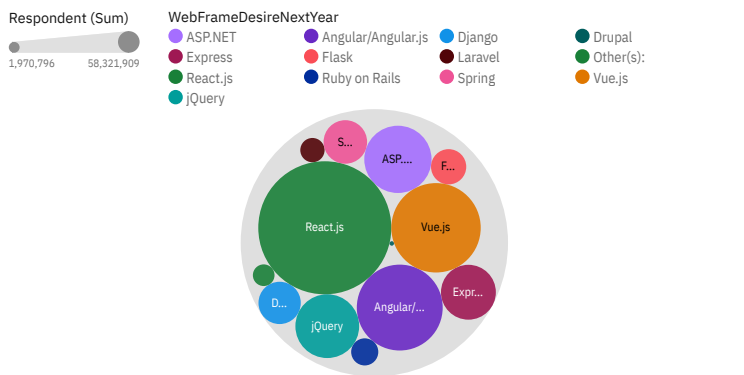 Respondent (Sum)
1,970,796 58,321,909
WebFrameDesireNextYear
ASP.NET Angular/Angular.js Django Drupal
Express Flask Laravel Other(s):
React.js Ruby on Rails Spring Vue.js
jQuery
S...
ASP....
F...
React.js
Vue.js
D...
jQuery
Angular/...
Expr...